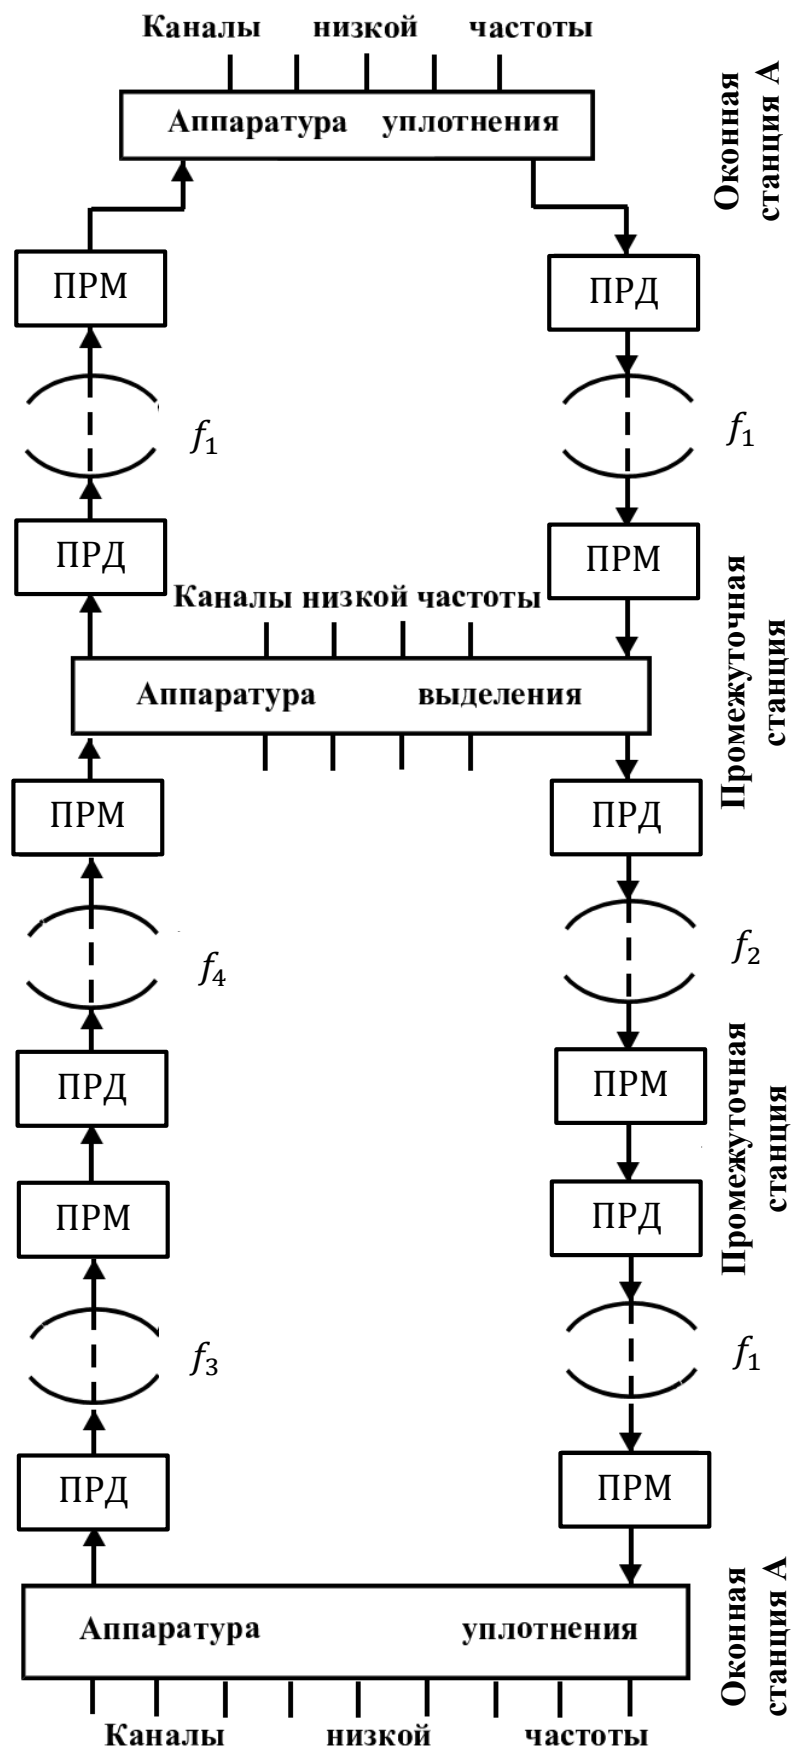 Каналы низкой частоты
Аппаратура уплотнения
Оконная
станция А
ПРМ
ПРД
f₁
f₁
ПРД
ПРМ
Каналы низкой частоты
Аппаратура выделения
Промежуточная
станция
ПРМ
ПРД
f₄
f₂
ПРД
ПРМ
Промежуточная
станция
ПРМ
ПРД
f₃
f₁
ПРД
ПРМ
Аппаратура уплотнения
Оконная
станция А
Каналы низкой частоты